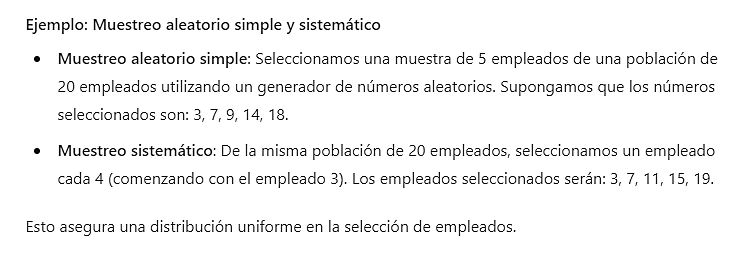 Ejemplo: Muestreo aleatorio simple y sistemático
• Muestreo aleatorio simple: Seleccionamos una muestra de 5 empleados de una población de
20 empleados utilizando un generador de números aleatorios. Supongamos que los números
seleccionados son: 3, 7, 9, 14, 18.
• Muestreo sistemático: De la misma población de 20 empleados, seleccionamos un empleado
cada 4 (comenzando con el empleado 3). Los empleados seleccionados serán: 3, 7, 11, 15, 19.
Esto asegura una distribución uniforme en la selección de empleados.